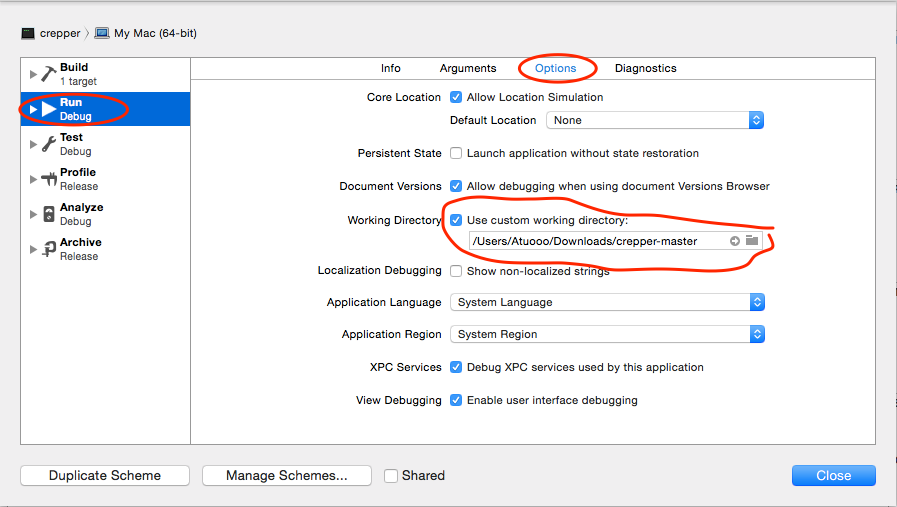 crepper My Mac (64-bit)
Build
1 target
Run
Debug
Test
Debug
Profile
Release
Analyze
Debug
Archive
Release
Info Arguments Options Diagnostics
Core Location Allow Location Simulation
Default Location None
Persistent State Launch application without state restoration
Document Versions Allow debugging when using document Versions Browser
Working Directory Use custom working directory:
/Users/Atuooo/Downloads/crepper-master
Localization Debugging Show non-localized strings
Application Language System Language
Application Region System Region
XPC Services Debug XPC services used by this application
View Debugging Enable user interface debugging
Duplicate Scheme Manage Schemes... Shared Close